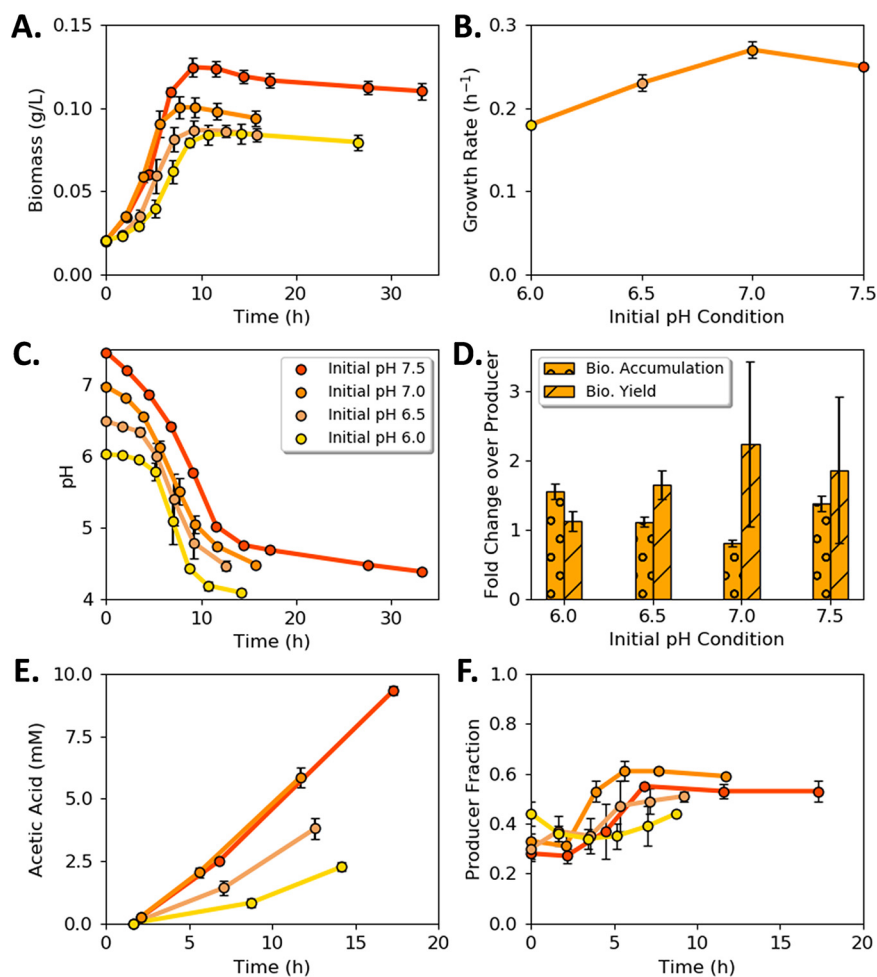 A.
0.15
0.10
0.05
0.00
Biomass (g/L)
0
10
20
30
Time (h)
B.
0.3
0.2
0.1
0.0
Growth Rate (h⁻¹)
6.0
6.5
7.0
7.5
Initial pH Condition
C.
7
6
5
4
pH
Initial pH 7.5
Initial pH 7.0
Initial pH 6.5
Initial pH 6.0
0
10
20
30
Time (h)
D.
3
2
1
0
Fold Change over Producer
Bio. Accumulation
Bio. Yield
6.0
6.5
7.0
7.5
Initial pH Condition
E.
10.0
7.5
5.0
2.5
0.0
Acetic Acid (mM)
0
5
10
15
20
Time (h)
F.
1.0
0.8
0.6
0.4
0.2
0.0
Producer Fraction
0
5
10
15
20
Time (h)